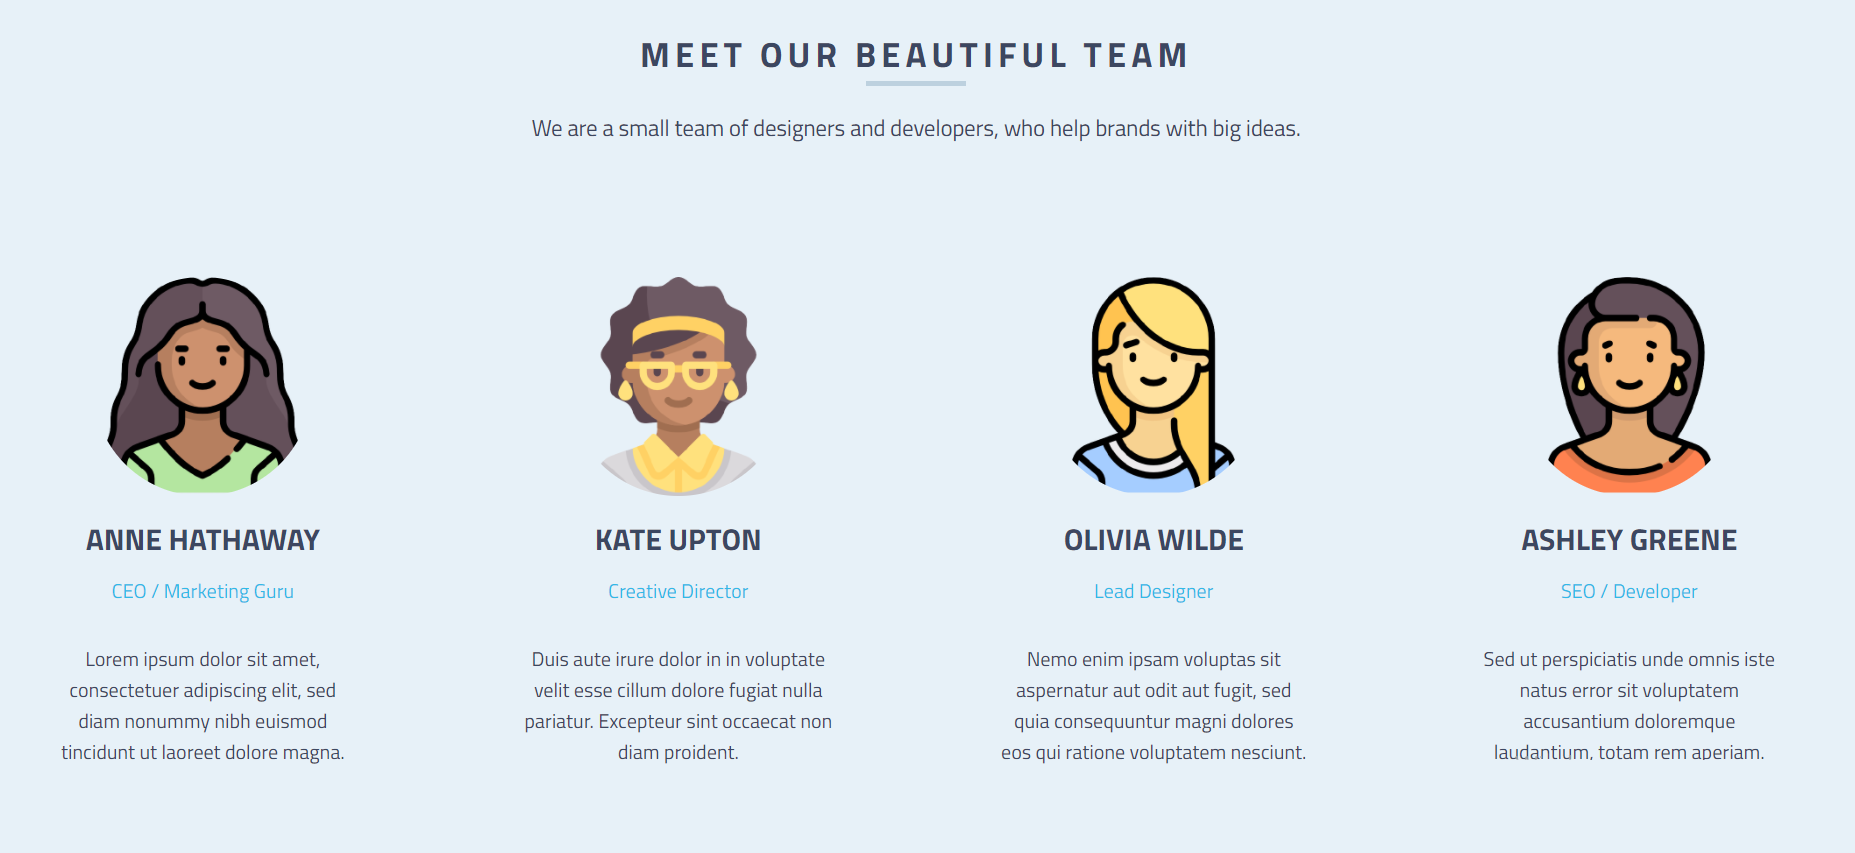 MEET OUR BEAUTIFUL TEAM
We are a small team of designers and developers, who help brands with big ideas.
ANNE HATHAWAY
CEO / Marketing Guru
Lorem ipsum dolor sit amet,
consectetuer adipiscing elit, sed
diam nonummy nibh euismod
tincidunt ut laoreet dolore magna.
KATE UPTON
Creative Director
Duis aute irure dolor in in voluptate
velit esse cillum dolore fugiat nulla
pariatur. Excepteur sint occaecat non
diam proident.
OLIVIA WILDE
Lead Designer
Nemo enim ipsam voluptas sit
aspernatur aut odit aut fugit, sed
quia consequuntur magni dolores
eos qui ratione voluptatem nesciunt.
ASHLEY GREENE
SEO / Developer
Sed ut perspiciatis unde omnis iste
natus error sit voluptatem
accusantium doloremque
laudantium, totam rem aperiam.